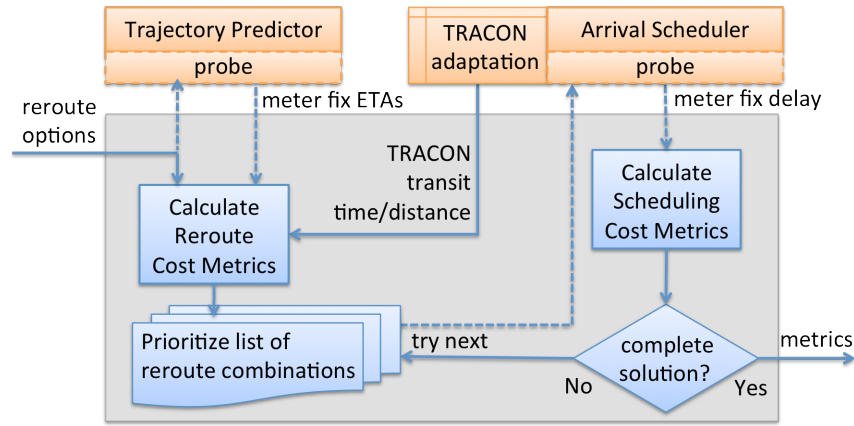 Trajectory Predictor
probe
TRACON
adaptation
Arrival Scheduler
probe
reroute
options
meter fix ETAs
meter fix delay
TRACON
transit
time/distance
Calculate
Reroute
Cost Metrics
Calculate
Scheduling
Cost Metrics
Prioritize list of
reroute combinations
try next
complete
solution?
No
Yes
metrics